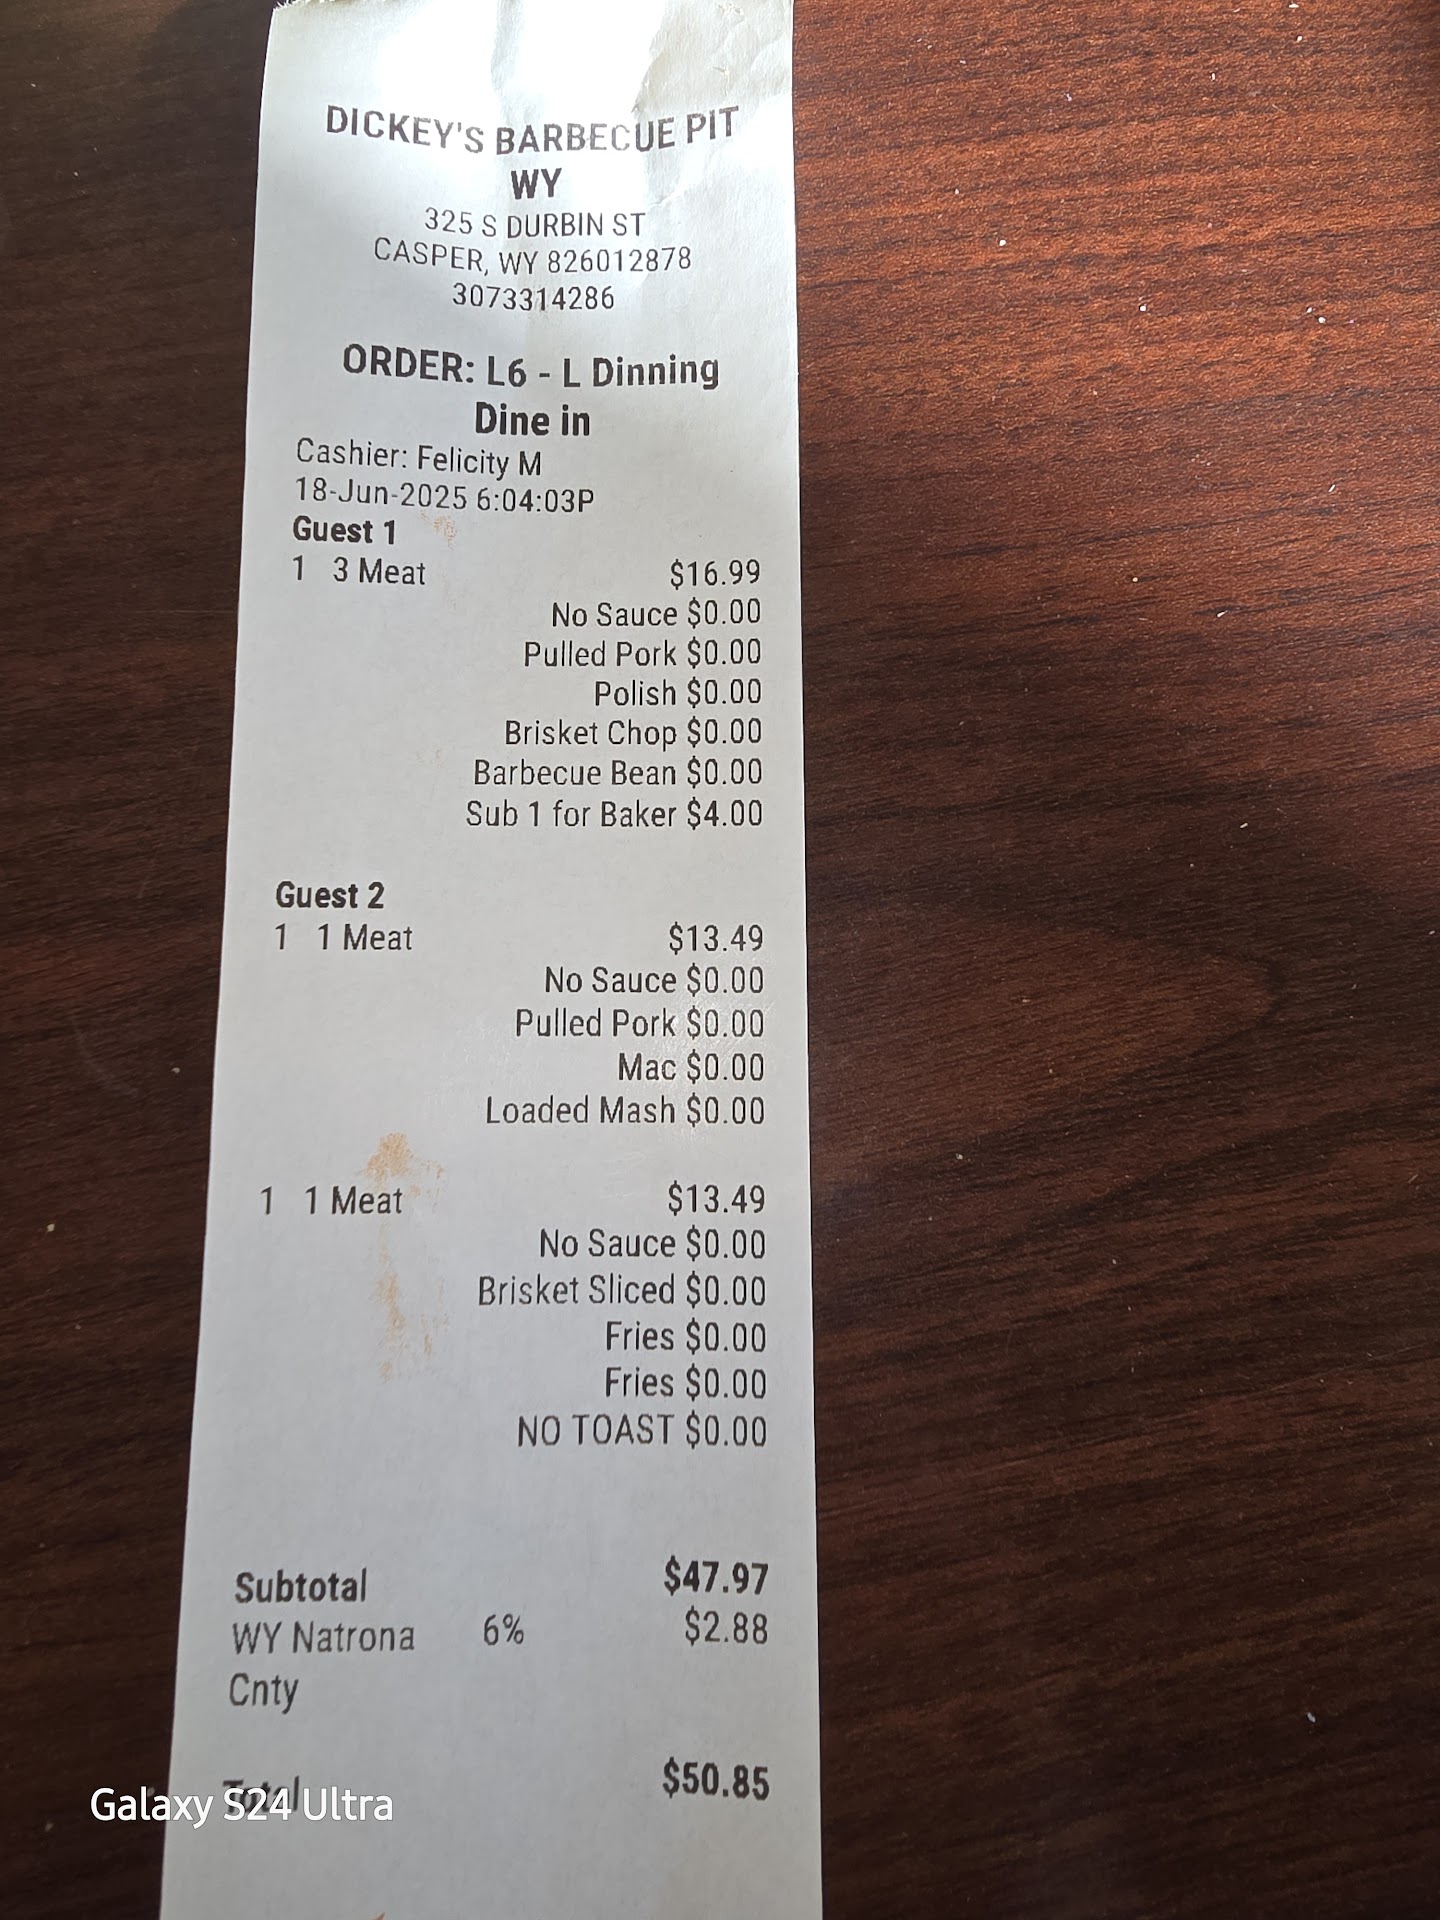 DICKEY'S BARBECUE PIT
WY
325 S DURBIN ST
CASPER, WY 826012878
3073314286
ORDER: L6 - L Dinning
Dine in
Cashier: Felicity M
18-Jun-2025 6:04:03P
Guest 1
1 3 Meat $16.99
No Sauce $0.00
Pulled Pork $0.00
Polish $0.00
Brisket Chop $0.00
Barbecue Bean $0.00
Sub 1 for Baker $4.00
Guest 2
1 1 Meat $13.49
No Sauce $0.00
Pulled Pork $0.00
Mac $0.00
Loaded Mash $0.00
1 1 Meat $13.49
No Sauce $0.00
Brisket Sliced $0.00
Fries $0.00
Fries $0.00
NO TOAST $0.00
Subtotal $47.97
WY Natrona 6% $2.88
Cnty
Total $50.85
Galaxy S24 Ultra